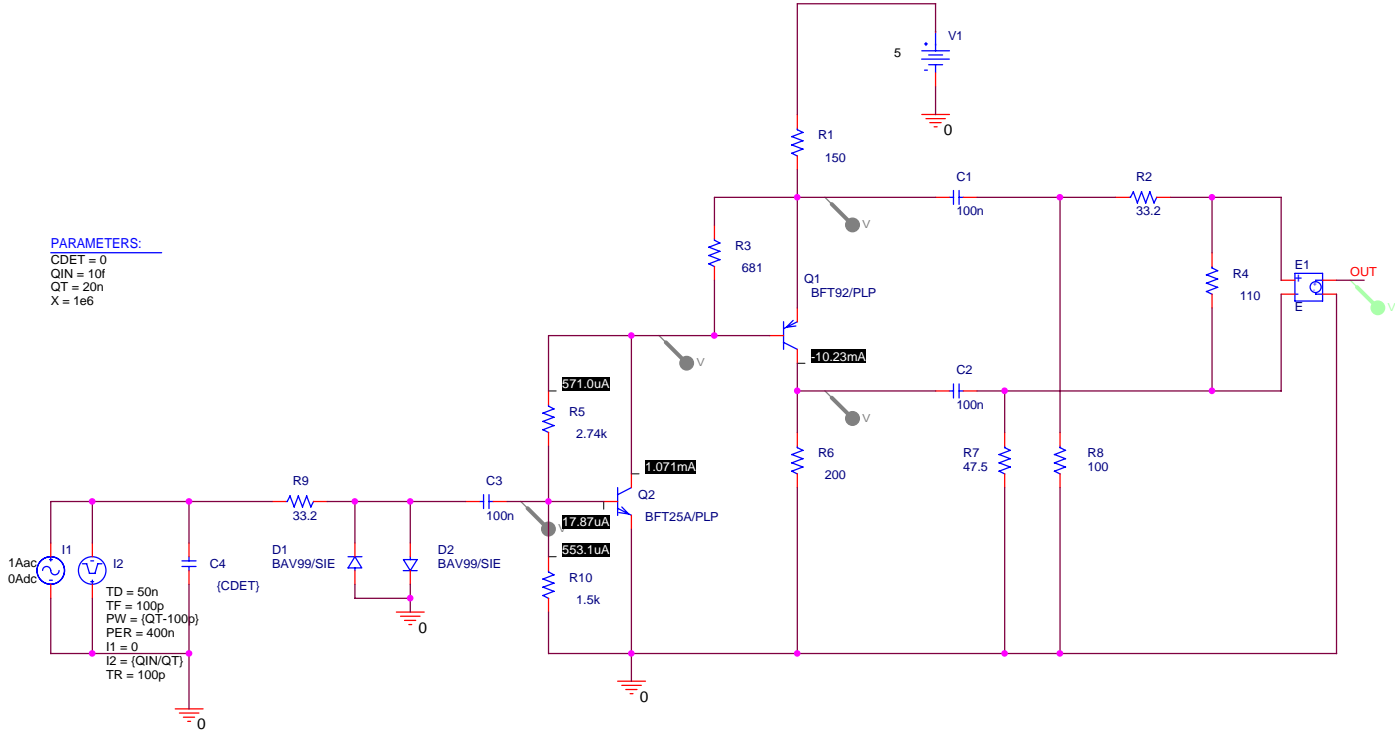 V1
5
0
R1
150
C1
100n
R2
33.2
V
PARAMETERS:
CDET = 0
QIN = 10f
QT = 20n
X = 1e6
R3
681
Q1
BFT92/PLP
E1
OUT
R4
110
E
V
V
-10.23mA
C2
100n
571.0uA
V
R5
2.74k
R6
200
R7
47.5
R8
100
1.071mA
R9
33.2
C3
100n
Q2
BFT25A/PLP
17.87uA
V
I1
1Aac
0Adc
I2
C4
{CDET}
D1
BAV99/SIE
D2
BAV99/SIE
553.1uA
R10
1.5k
TD = 50n
TF = 100p
PW = {QT-100p}
PER = 400n
I1 = 0
I2 = {QIN/QT}
TR = 100p
0
0
0